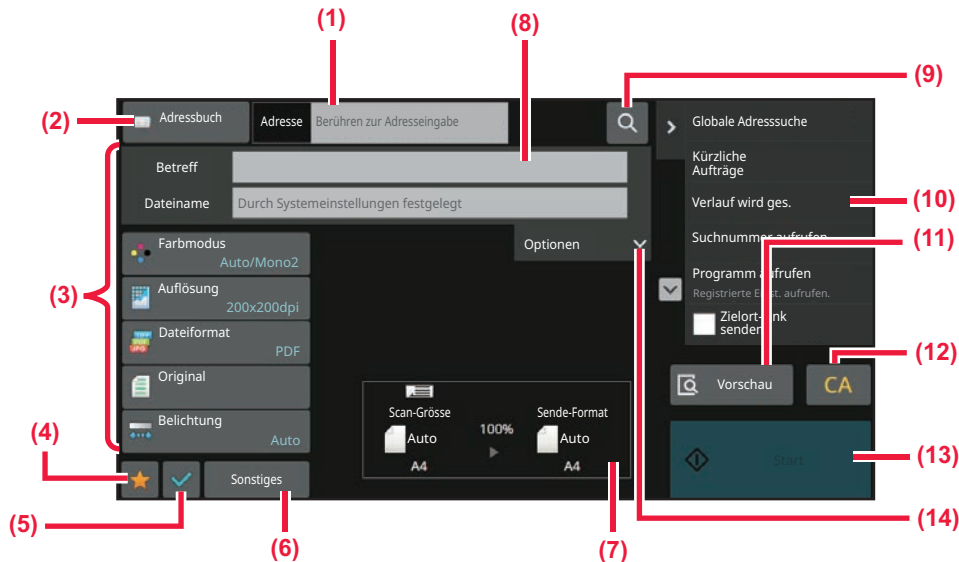 (1)
(8)
(9)
(2)
Adressbuch
Adresse
Berühren zur Adresseingabe
Globale Adresssuche
Betreff
Kürzliche
Aufträge
Dateiname
Durch Systemeinstellungen festgelegt
Verlauf wird ges.
(10)
Optionen
Suchnummer aufrufen
(11)
(3)
Farbmodus
Auto/Mono2
Programm aufrufen
Registrierte Einst. aufrufen.
Auflösung
200x200dpi
Zielort-Link
senden
Dateiformat
PDF
(12)
Original
Vorschau
CA
Belichtung
Auto
Scan-Grösse
Auto
A4
100%
Sende-Format
Auto
A4
(4)
Start
(13)
Sonstiges
(5)
(6)
(7)
(14)